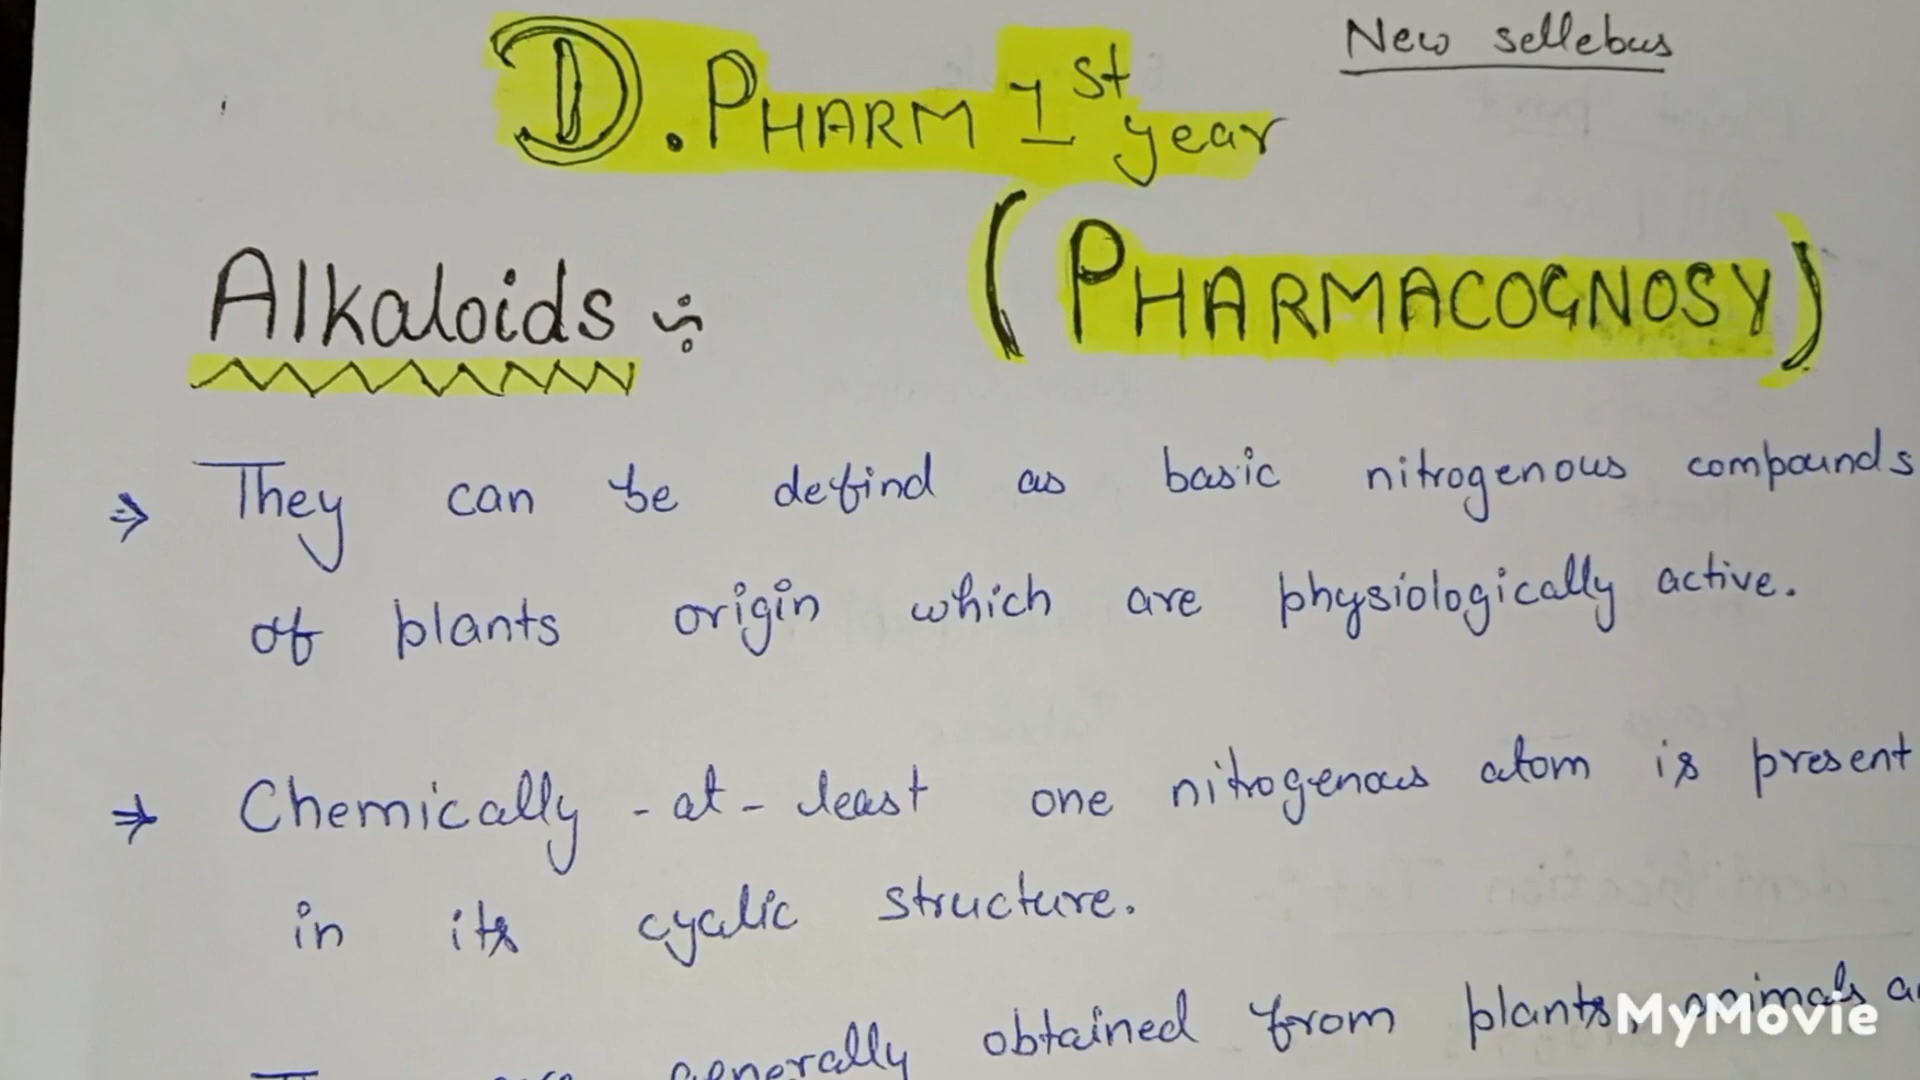 New sellebus
D. PHARM 1st year
(PHARMACOGNOSY)
Alkaloids :-
⇒ They can be defind as basic nitrogenous compounds
of plants origin which are physiologically active.
⇒ Chemically -at- least one nitrogenous atom is present
in its cyclic structure.
generally obtained from plants, animals
MyMovie